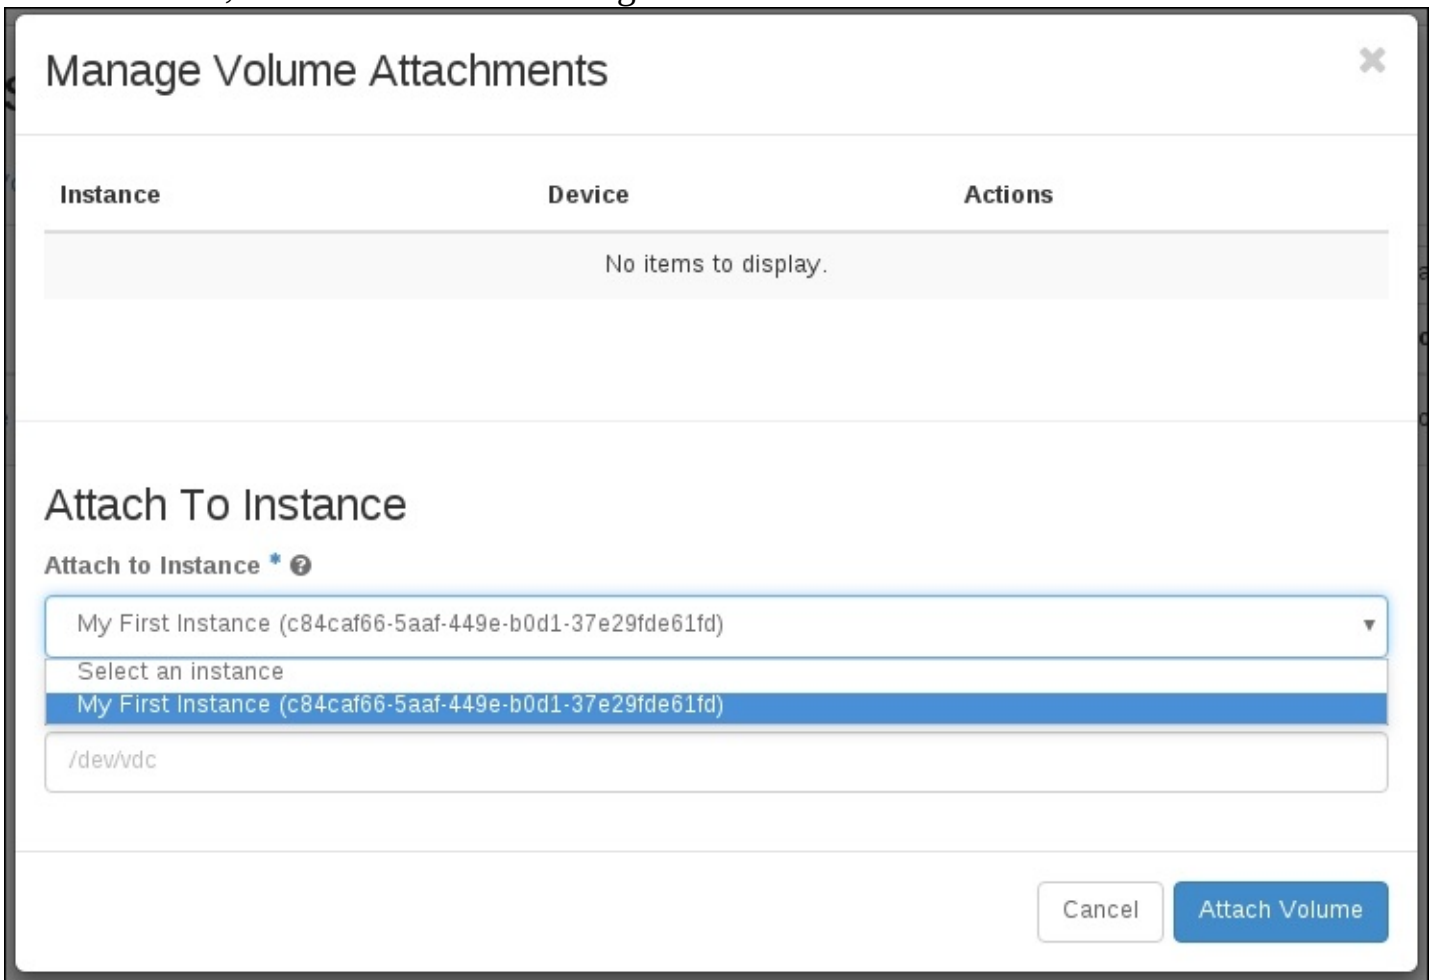 Manage Volume Attachments ✖
Instance Device Actions
No items to display.
Attach To Instance
Attach to Instance * ?
My First Instance (c84caf66-5aaf-449e-b0d1-37e29fde61fd) ▼
Select an instance
My First Instance (c84caf66-5aaf-449e-b0d1-37e29fde61fd)
/dev/vdc
Cancel Attach Volume